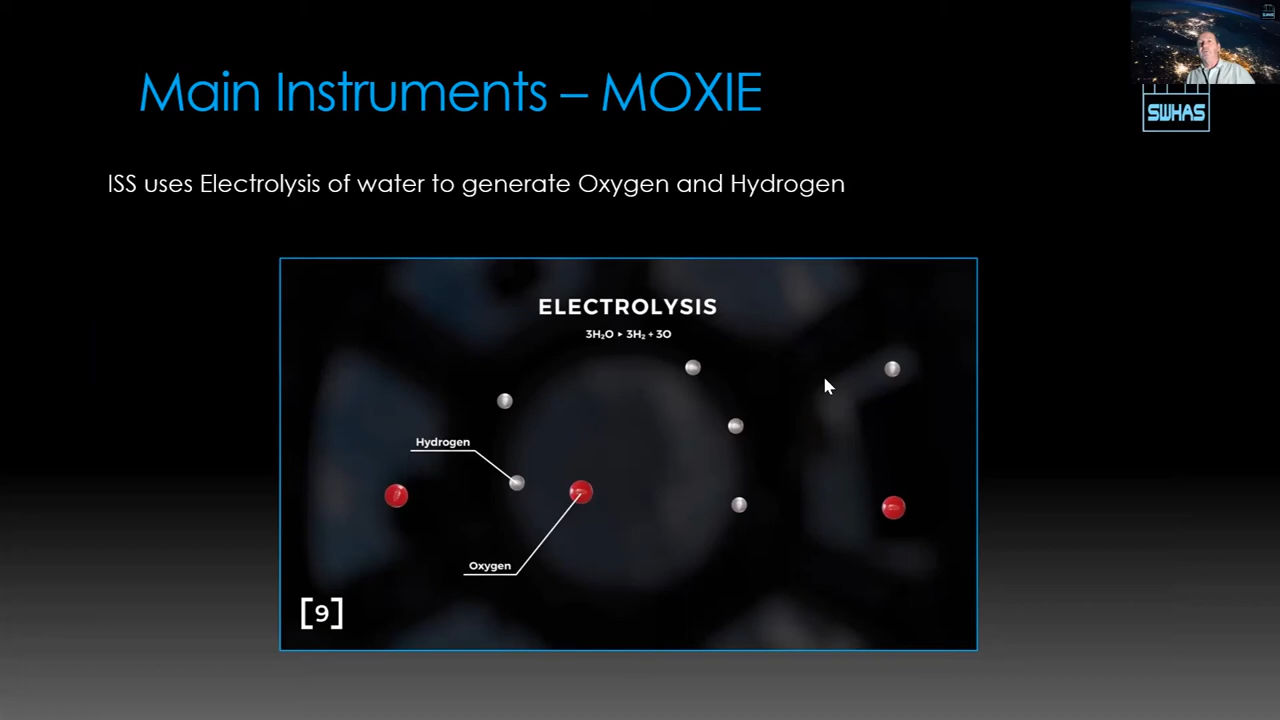 Main Instruments – MOXIE
SWHAS
ISS uses Electrolysis of water to generate Oxygen and Hydrogen
ELECTROLYSIS
3H₂O ▸ 3H₂ + 3O
Hydrogen
Oxygen
[9]